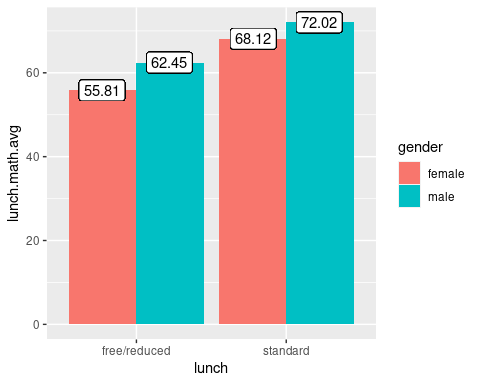 72.02
68.12
62.45
55.81
60
40
20
0
lunch.math.avg
free/reduced
standard
lunch
gender
female
male